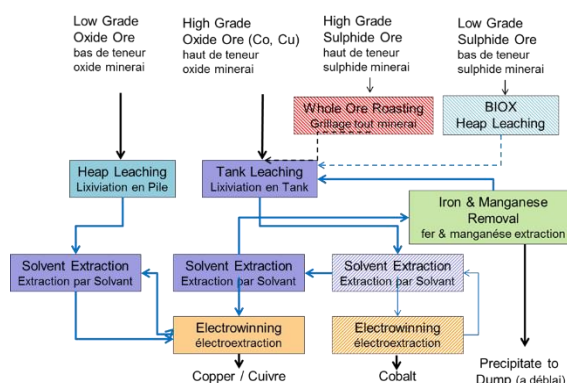 Low Grade
Oxide Ore
bas de teneur
oxide minerai
High Grade
Oxide Ore (Co, Cu)
haut de teneur
oxide minerai
High Grade
Sulphide Ore
haut de teneur
sulphide minerai
Low Grade
Sulphide Ore
bas de teneur
sulphide minerai
Whole Ore Roasting
Grillage tout minerai
BIOX
Heap Leaching
Heap Leaching
Lixiviation en Pile
Tank Leaching
Lixiviation en Tank
Iron & Manganese
Removal
fer & manganése extraction
Solvent Extraction
Extraction par Solvant
Solvent Extraction
Extraction par Solvant
Solvent Extraction
Extraction par Solvant
Electrowinning
électroextraction
Electrowinning
électroextraction
Copper / Cuivre
Cobalt
Precipitate to
Dump (a déblai)